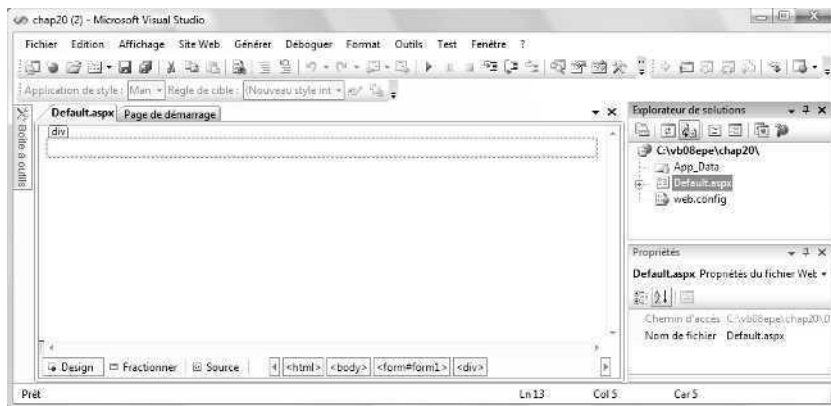 chap20 (2) - Microsoft Visual Studio
Fichier Edition Affichage Site Web Générer Déboguer Format Outils Test Fenêtre ?
Application de style : Man Règle de cible : (Nouveau style int
Boîte à outils
Default.aspx Page de démarrage
div
Explorateur de solutions
C:\vb08epe\chap20\
App_Data
Default.aspx
web.config
Propriétés
Default.aspx Propriétés du fichier Web
Chemin d'accès C:\vb08epe\chap20\D
Nom de fichier Default.aspx
Design Fractionner Source <html> <body> <form#form1> <div>
Prêt Ln 13 Col 5 Car 5